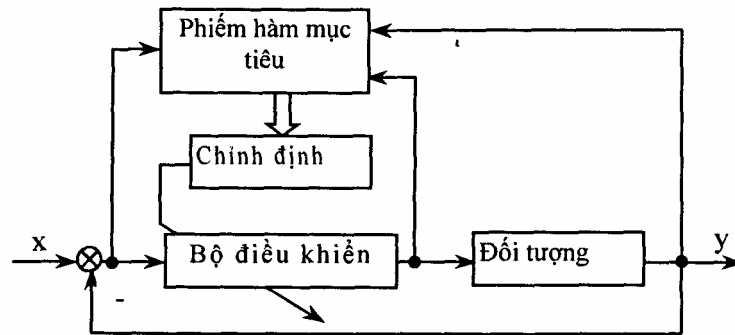 Phiếm hàm mục
tiêu
Chỉnh định
x
Bộ điều khiển
Đối tượng
y
-